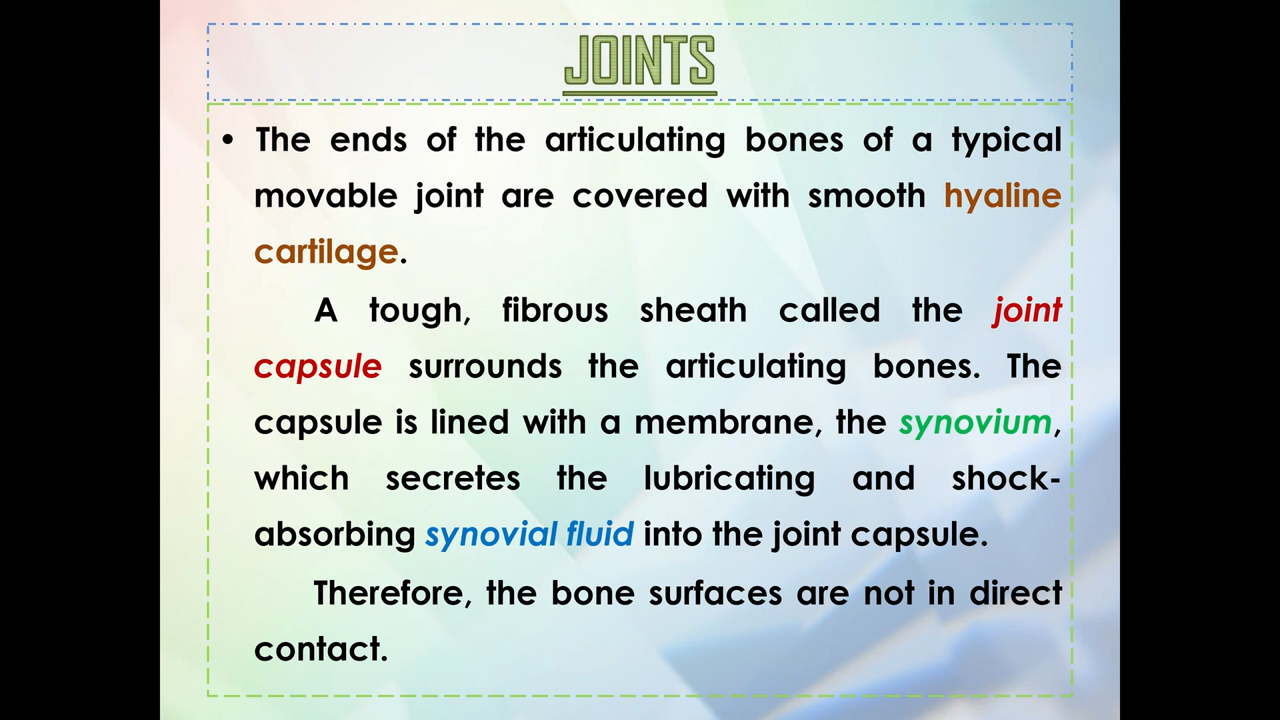 JOINTS
• The ends of the articulating bones of a typical
movable joint are covered with smooth hyaline
cartilage.
A tough, fibrous sheath called the joint
capsule surrounds the articulating bones. The
capsule is lined with a membrane, the synovium,
which secretes the lubricating and shock-
absorbing synovial fluid into the joint capsule.
Therefore, the bone surfaces are not in direct
contact.